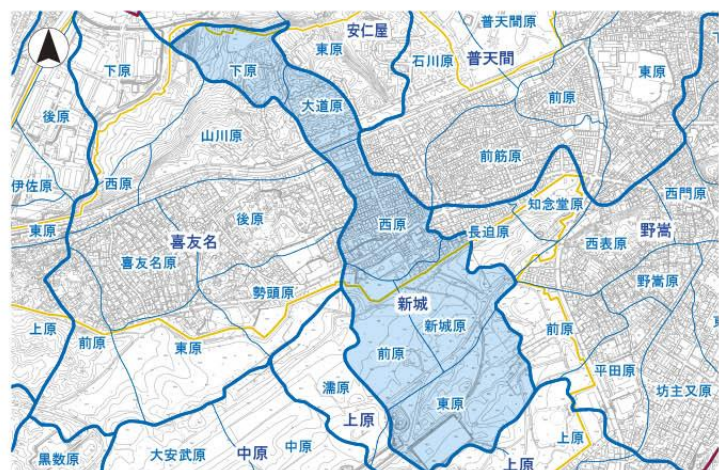 安仁屋
普天間原
下原
下原
東原
石川原
普天間
東原
後原
大道原
前原
山川原
前筋原
伊佐原
西原
知念堂原
西門原
東原
後原
西原
長迫原
西表原
野嵩
喜友名
喜友名原
野嵩原
勢頭原
新城
上原
前原
東原
前原
新城原
前原
平田原
濡原
東原
坊主又原
上原
上原
黒数原
大安武原
中原
中原
上原